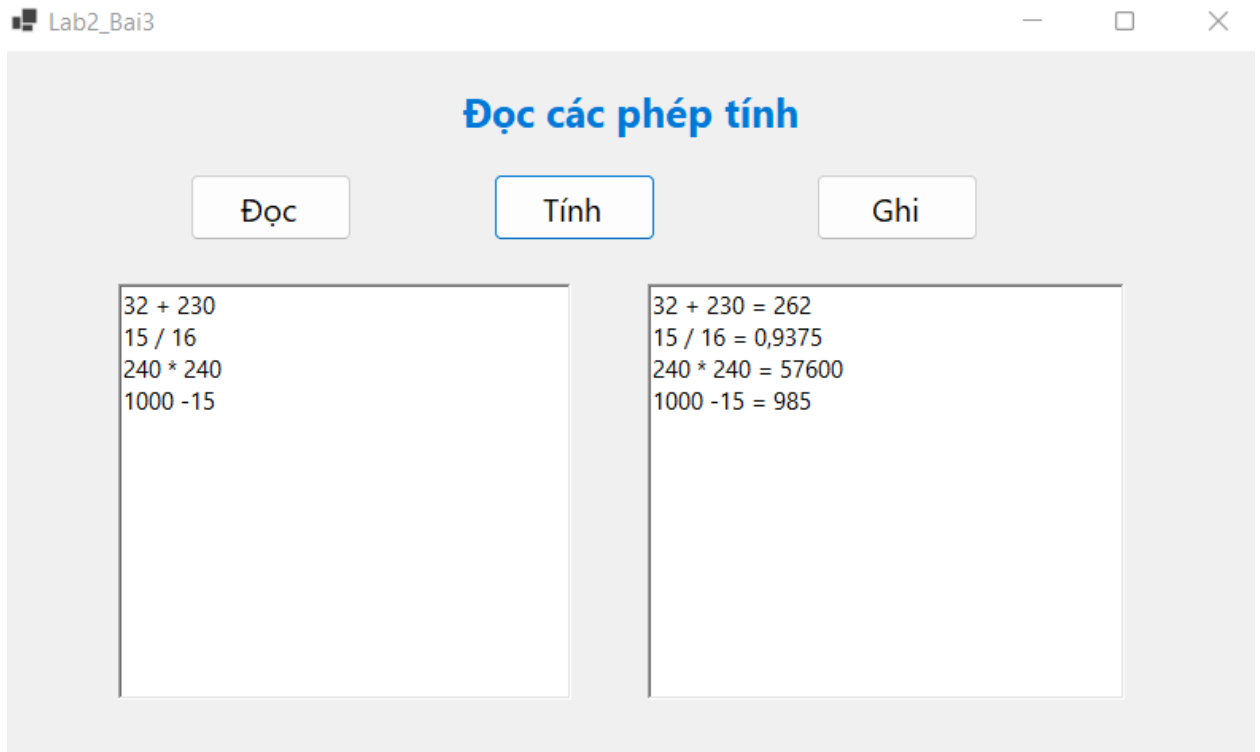 Lab2_Bai3
Đọc các phép tính
Đọc Tính Ghi
32 + 230
15 / 16
240 * 240
1000 -15
32 + 230 = 262
15 / 16 = 0,9375
240 * 240 = 57600
1000 -15 = 985